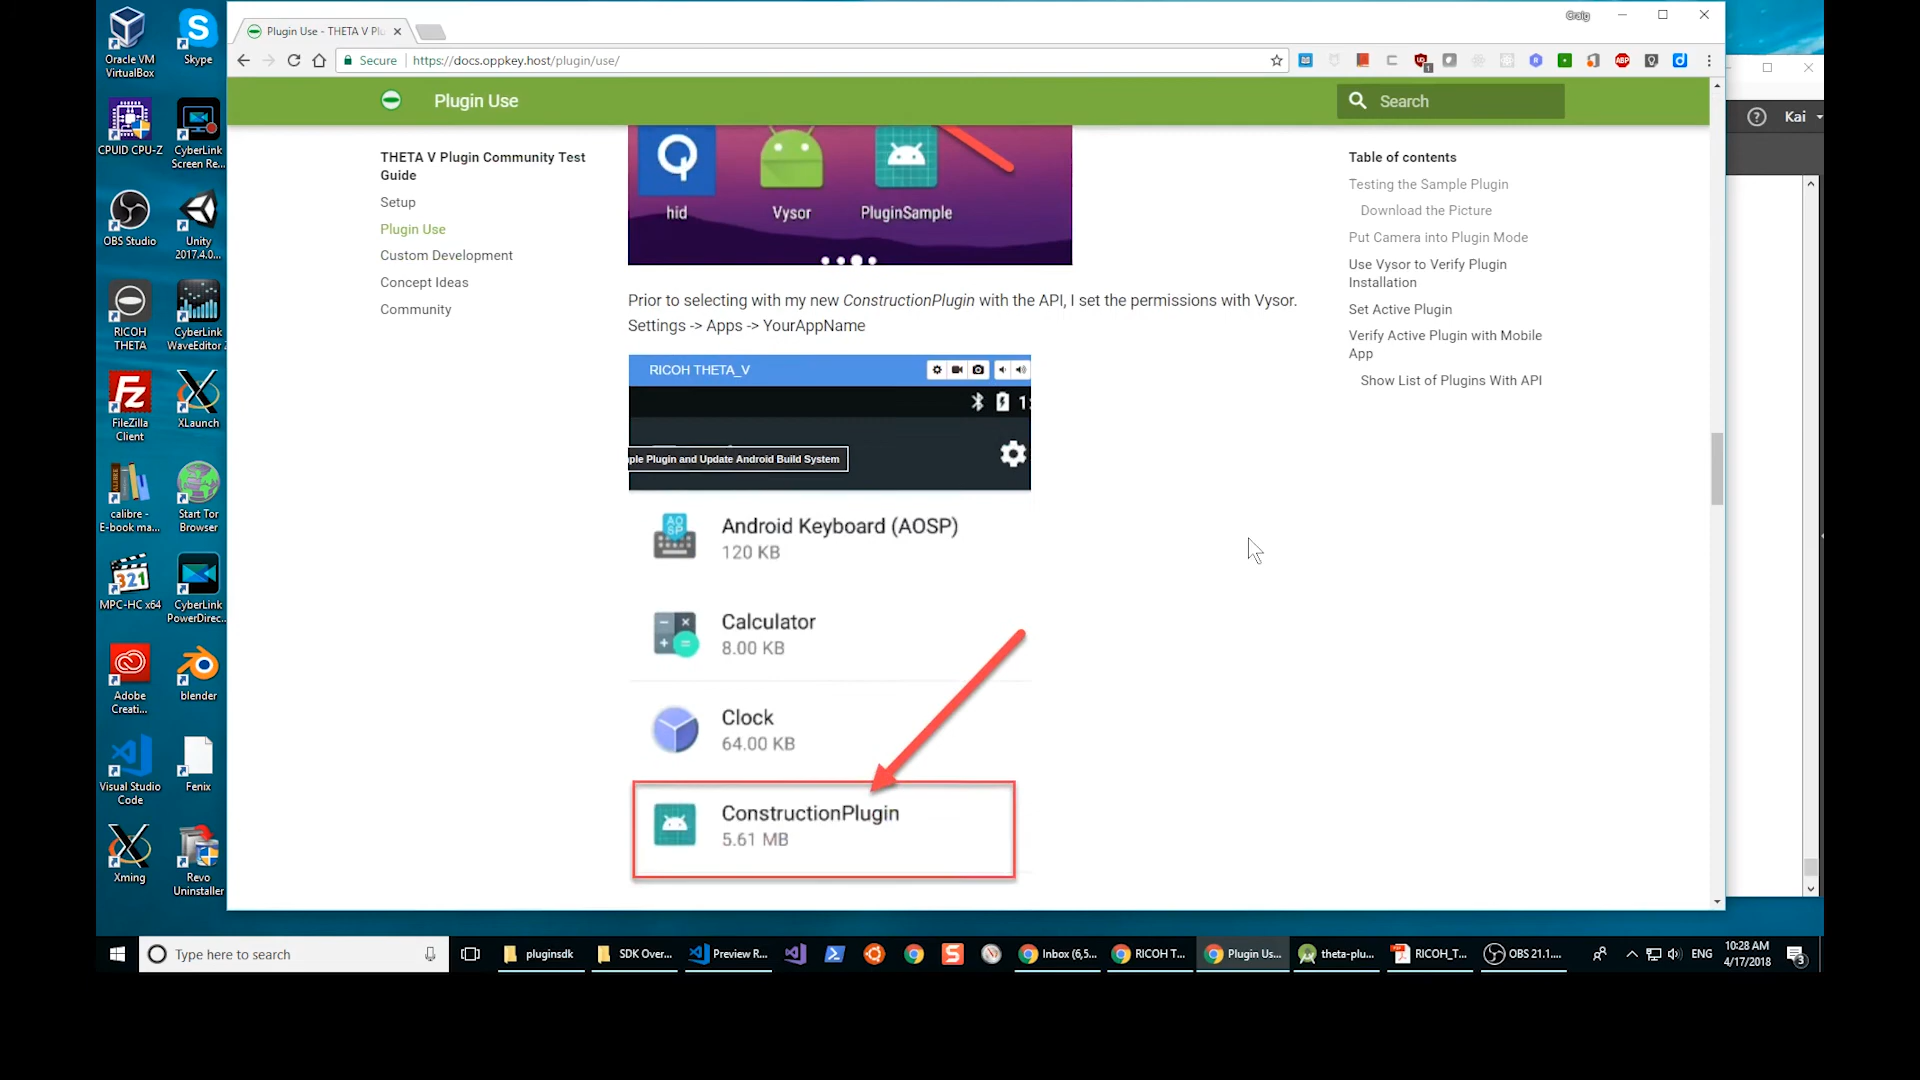 Oracle VM
VirtualBox
Skype
CPUID CPU-Z
CyberLink
Screen Re...
OBS Studio
Unity
2017.4.0...
RICOH
THETA
CyberLink
WaveEditor 2
FileZilla
Client
XLaunch
calibre -
E-book ma...
Start Tor
Browser
MPC-HC x64
CyberLink
PowerDirec...
Adobe
Creati...
blender
Visual Studio
Code
Fenix
Xming
Revo
Uninstaller
Plugin Use - THETA V Plu
Craig
Secure
https://docs.oppkey.host/plugin/use/
Plugin Use
Search
Kai
THETA V Plugin Community Test
Guide
Setup
Plugin Use
Custom Development
Concept Ideas
Community
hid
Vysor
PluginSample
Prior to selecting with my new ConstructionPlugin with the API, I set the permissions with Vysor.
Settings -> Apps -> YourAppName
RICOH THETA_V
1:
ple Plugin and Update Android Build System
AO
SP
Android Keyboard (AOSP)
120 KB
Calculator
8.00 KB
Clock
64.00 KB
ConstructionPlugin
5.61 MB
Table of contents
Testing the Sample Plugin
Download the Picture
Put Camera into Plugin Mode
Use Vysor to Verify Plugin
Installation
Set Active Plugin
Verify Active Plugin with Mobile
App
Show List of Plugins With API
Type here to search
pluginsdk
SDK Over...
Preview R...
Inbox (6,5...
RICOH T...
Plugin Us...
theta-plu...
RICOH_T...
OBS 21.1....
ENG
10:28 AM
4/17/2018
3